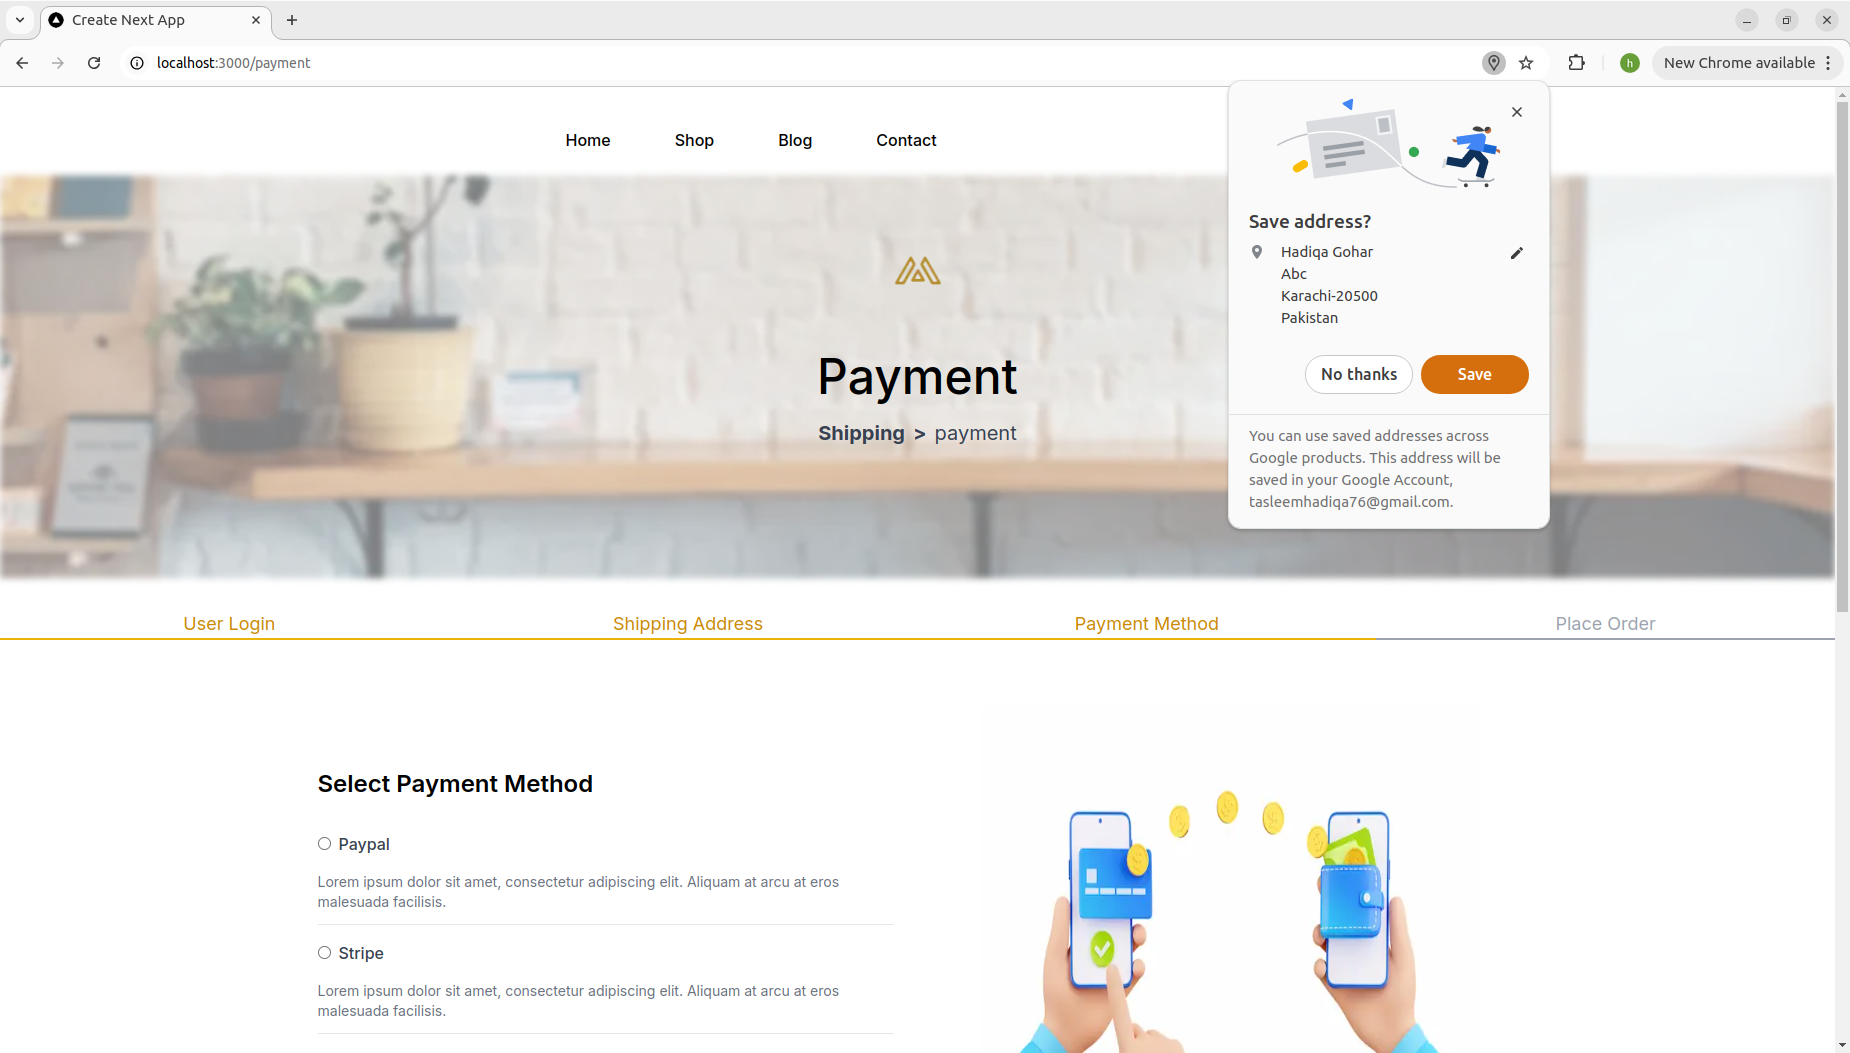 Create Next App
localhost:3000/payment
h
New Chrome available
Home
Shop
Blog
Contact
Save address?
Hadiqa Gohar
Abc
Karachi-20500
Pakistan
No thanks
Save
You can use saved addresses across
Google products. This address will be
saved in your Google Account,
tasleemhadiqa76@gmail.com.
Payment
Shipping > payment
User Login
Shipping Address
Payment Method
Place Order
Select Payment Method
Paypal
Lorem ipsum dolor sit amet, consectetur adipiscing elit. Aliquam at arcu at eros
malesuada facilisis.
Stripe
Lorem ipsum dolor sit amet, consectetur adipiscing elit. Aliquam at arcu at eros
malesuada facilisis.